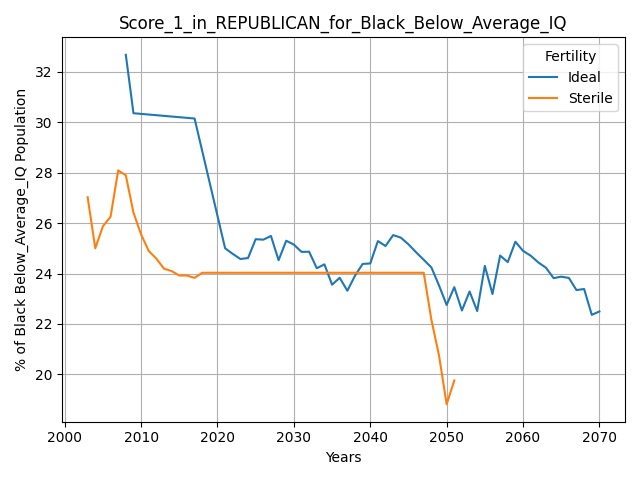 Score_1_in_REPUBLICAN_for_Black_Below_Average_IQ
% of Black Below_Average_IQ Population
32
30
28
26
24
22
20
Fertility
Ideal
Sterile
2000 2010 2020 2030 2040 2050 2060 2070
Years